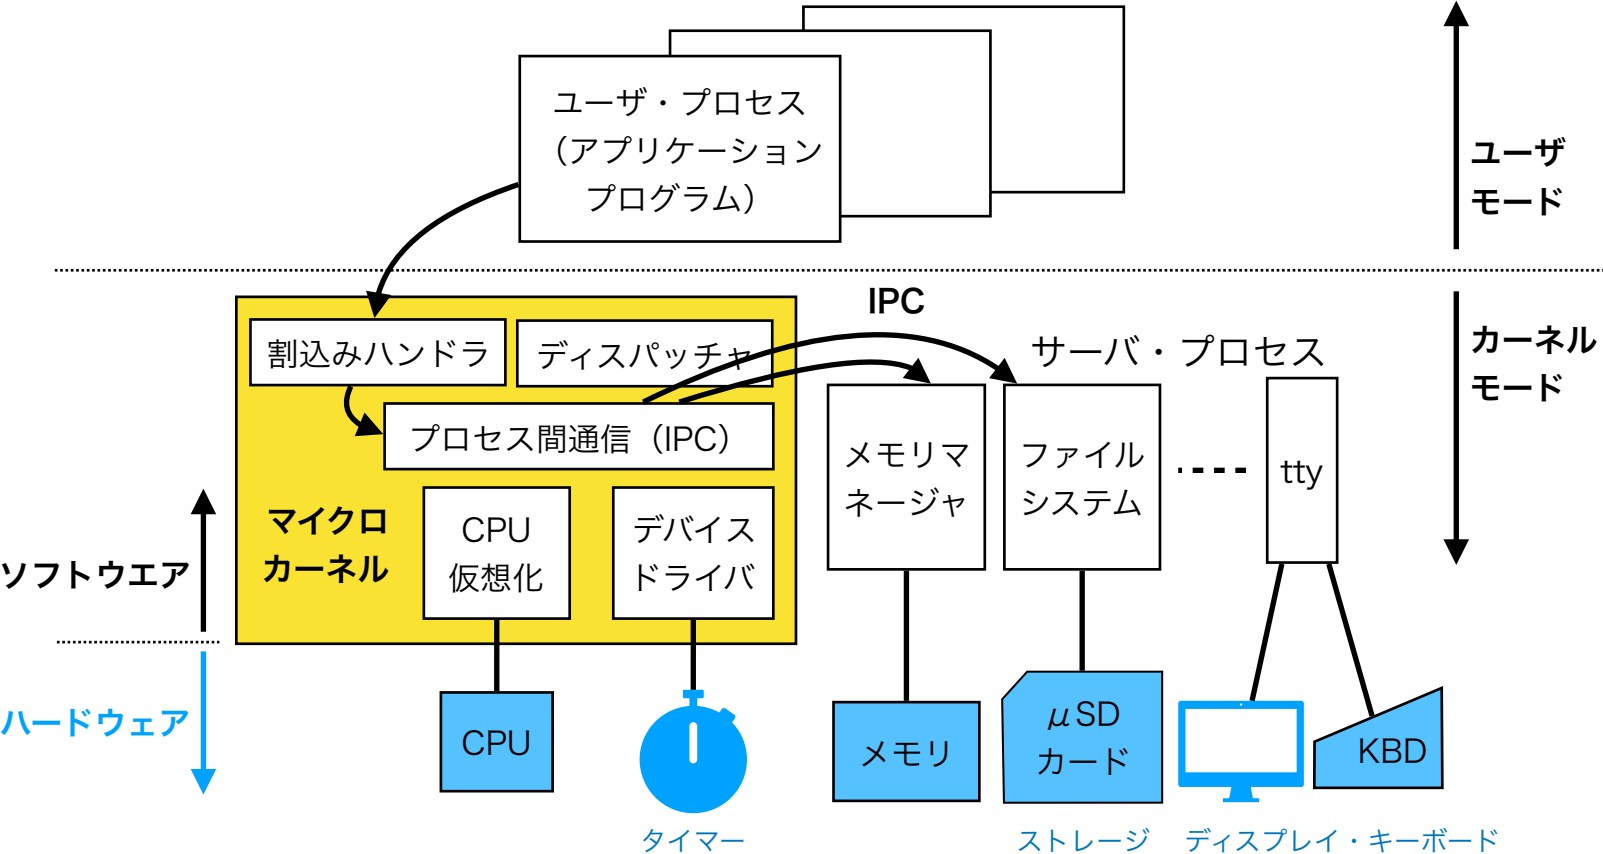 ユーザ・プロセス
（アプリケーション
プログラム）
ユーザ
モード
IPC
カーネル
モード
割込みハンドラ
ディスパッチャ
サーバ・プロセス
プロセス間通信（IPC）
メモリマ
ネージャ
ファイル
システム
tty
マイクロ
カーネル
CPU
仮想化
デバイス
ドライバ
ソフトウエア
ハードウェア
CPU
メモリ
μSD
カード
KBD
タイマー
ストレージ
ディスプレイ・キーボード